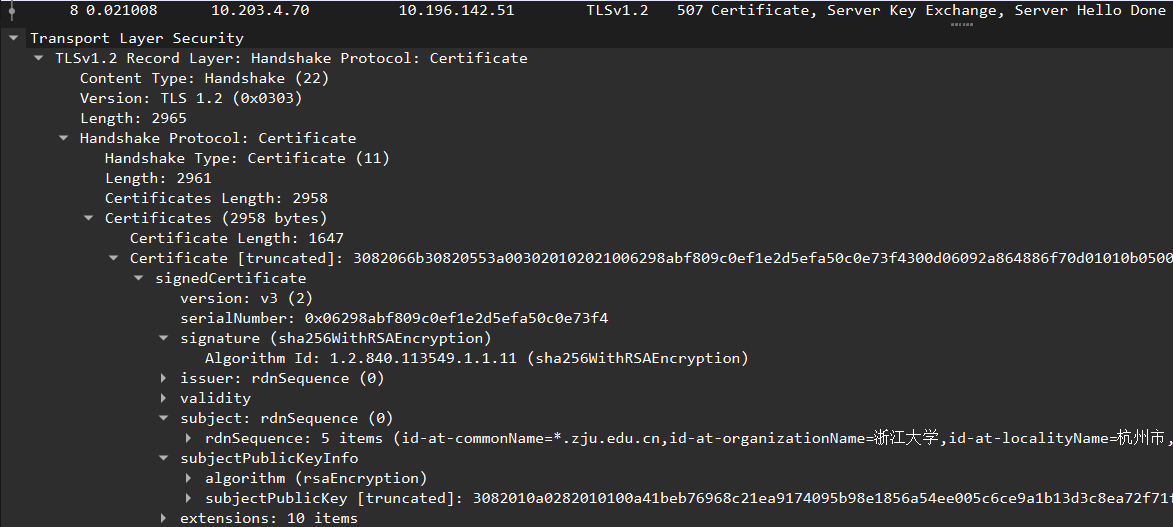 8 0.021008 10.203.4.70 10.196.142.51 TLSv1.2 507 Certificate, Server Key Exchange, Server Hello Done
Transport Layer Security
TLSv1.2 Record Layer: Handshake Protocol: Certificate
Content Type: Handshake (22)
Version: TLS 1.2 (0x0303)
Length: 2965
Handshake Protocol: Certificate
Handshake Type: Certificate (11)
Length: 2961
Certificates Length: 2958
Certificates (2958 bytes)
Certificate Length: 1647
Certificate [truncated]: 3082066b30820553a003020102021006298abf809c0ef1e2d5efa50c0e73f4300d06092a864886f70d01010b0500
signedCertificate
version: v3 (2)
serialNumber: 0x06298abf809c0ef1e2d5efa50c0e73f4
signature (sha256WithRSAEncryption)
Algorithm Id: 1.2.840.113549.1.1.11 (sha256WithRSAEncryption)
issuer: rdnSequence (0)
validity
subject: rdnSequence (0)
rdnSequence: 5 items (id-at-commonName=*.zju.edu.cn,id-at-organizationName=浙江大学,id-at-localityName=杭州市,
subjectPublicKeyInfo
algorithm (rsaEncryption)
subjectPublicKey [truncated]: 3082010a0282010100a41beb76968c21ea9174095b98e1856a54ee005c6ce9a1b13d3c8ea72f71f
extensions: 10 items